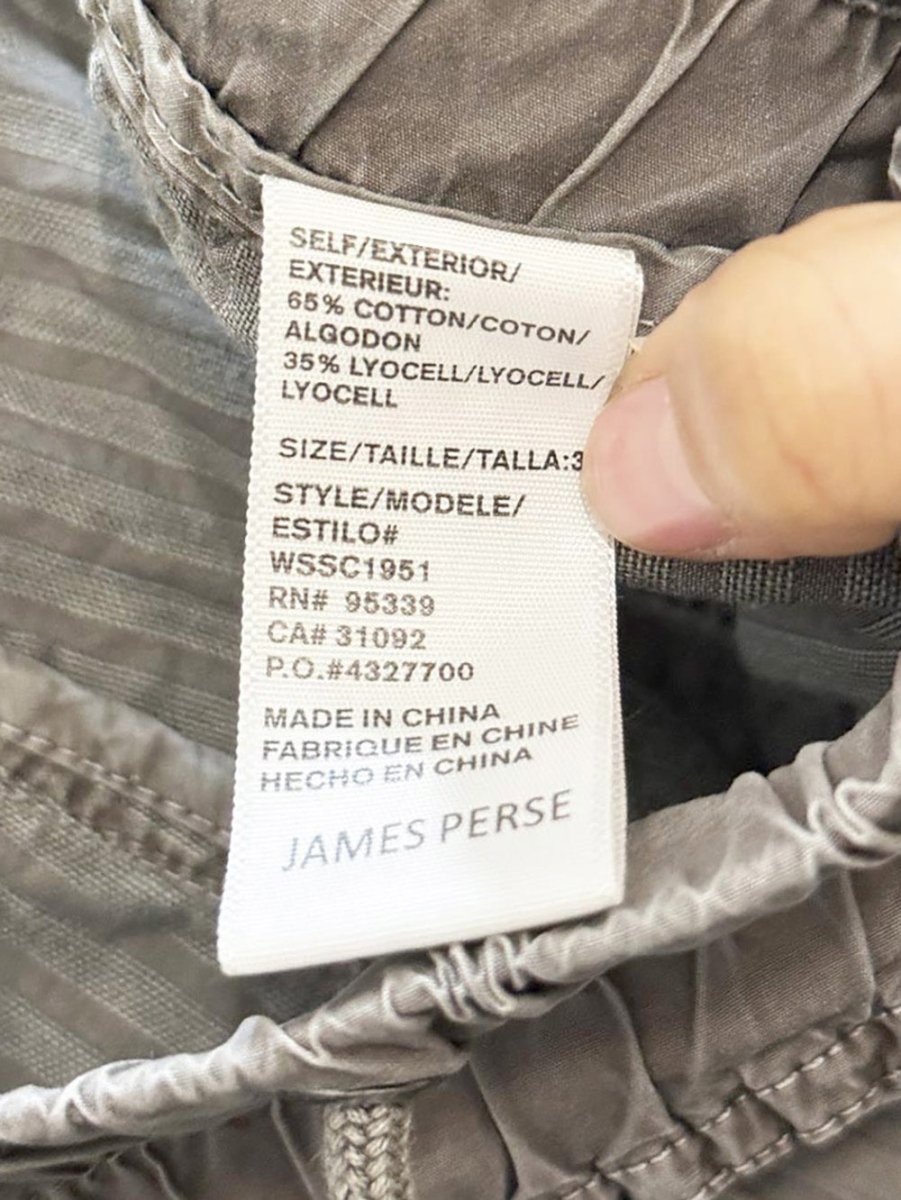 SELF/EXTERIOR/
EXTERIEUR:
65% COTTON/COTON/
ALGODON
35% LYOCELL/LYOCELL/
LYOCELL
SIZE/TAILLE/TALLA:3
STYLE/MODELE/
ESTILO#
WSSC1951
RN# 95339
CA# 31092
P.O.#4327700
MADE IN CHINA
FABRIQUE EN CHINE
HECHO EN CHINA
JAMES PERSE